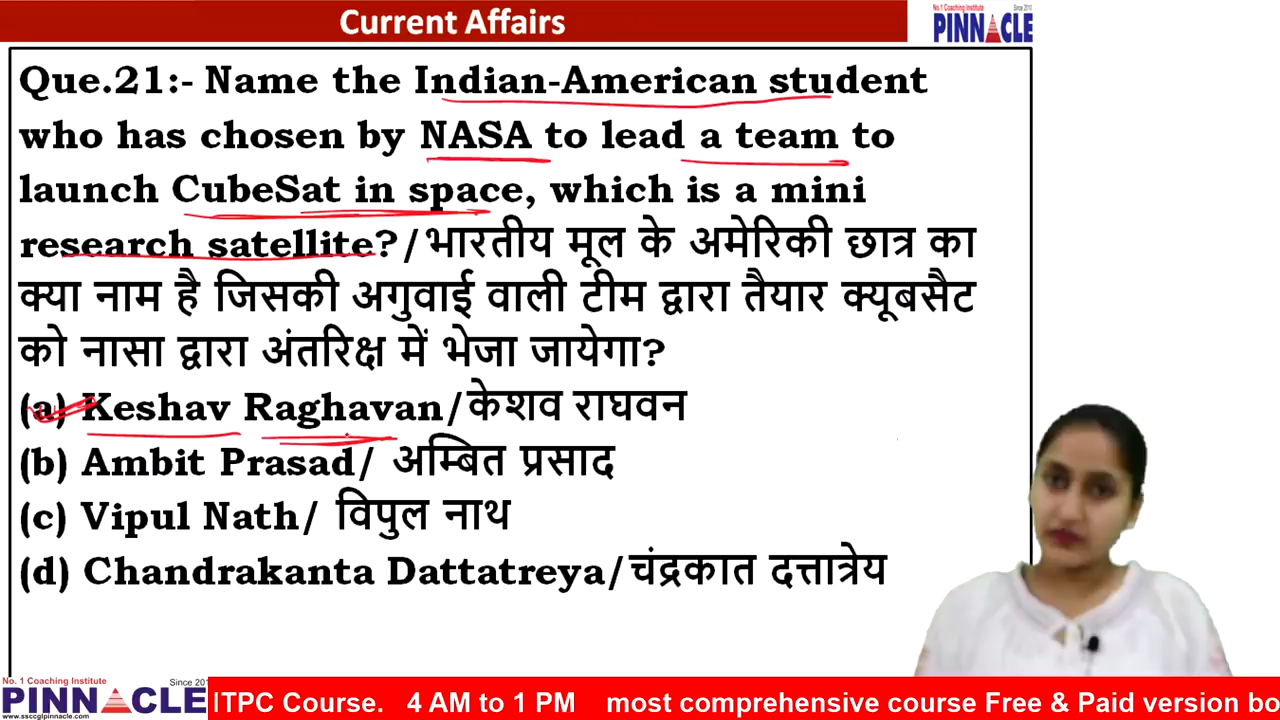 Current Affairs
No.1 Coaching Institute Since 2010
PINNACLE
Que.21:- Name the Indian-American student
who has chosen by NASA to lead a team to
launch CubeSat in space, which is a mini
research satellite?/भारतीय मूल के अमेरिकी छात्र का
क्या नाम है जिसकी अगुवाई वाली टीम द्वारा तैयार क्यूबसैट
को नासा द्वारा अंतरिक्ष में भेजा जायेगा?
(a) Keshav Raghavan/केशव राघवन
(b) Ambit Prasad/ अम्बित प्रसाद
(c) Vipul Nath/ विपुल नाथ
(d) Chandrakanta Dattatreya/चंद्रकात दत्तात्रेय
No. 1 Coaching Institute Since 201
PINNACLE
www.ssccglpinnacle.com
ITPC Course. 4 AM to 1 PM most comprehensive course Free & Paid version bo